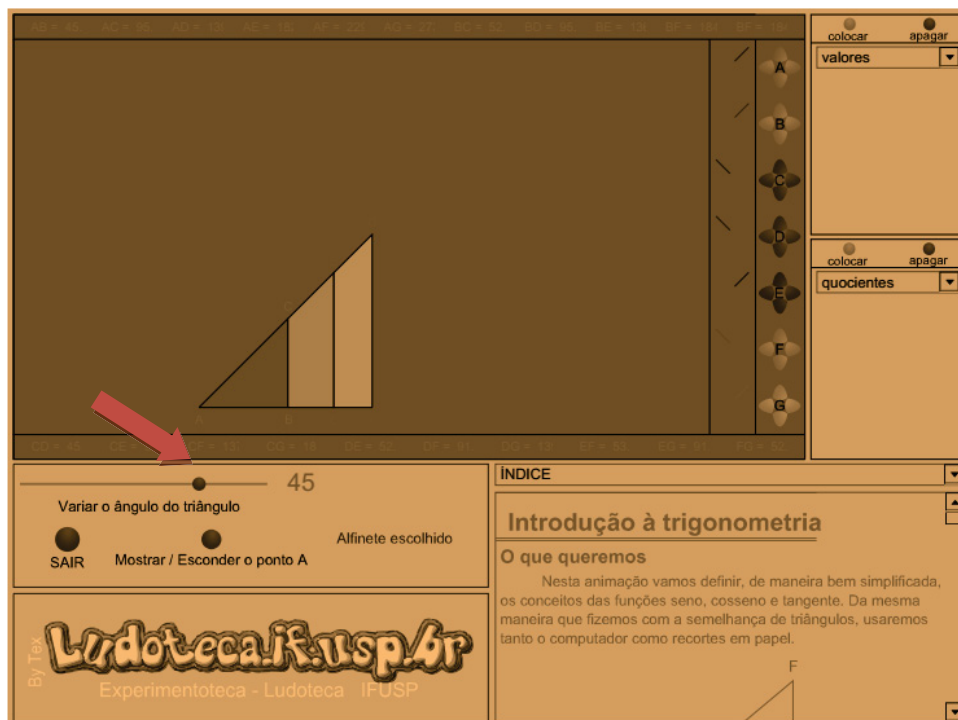 colocar apagar
valores
A
B
C
D
E
F
G
colocar apagar
quocientes
C
A B
45
Variar o ângulo do triângulo
SAIR
Mostrar / Esconder o ponto A
Alfinete escolhido
By Tex
Ludoteca.if.usp.br
Experimentoteca - Ludoteca IFUSP
ÍNDICE
Introdução à trigonometria
O que queremos
Nesta animação vamos definir, de maneira bem simplificada,
os conceitos das funções seno, cosseno e tangente. Da mesma
maneira que fizemos com a semelhança de triângulos, usaremos
tanto o computador como recortes em papel.
F